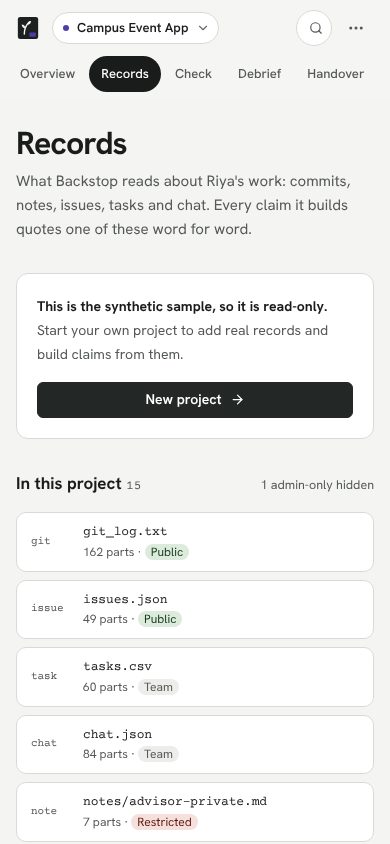 Campus Event App
Overview
Records
Check
Debrief
Handover
Records
What Backstop reads about Riya's work: commits,
notes, issues, tasks and chat. Every claim it builds
quotes one of these word for word.
This is the synthetic sample, so it is read-only.
Start your own project to add real records and
build claims from them.
New project →
In this project 15
1 admin-only hidden
git
git_log.txt
162 parts · Public
issue
issues.json
49 parts · Public
task
tasks.csv
60 parts · Team
chat
chat.json
84 parts · Team
note
notes/advisor-private.md
7 parts · Restricted